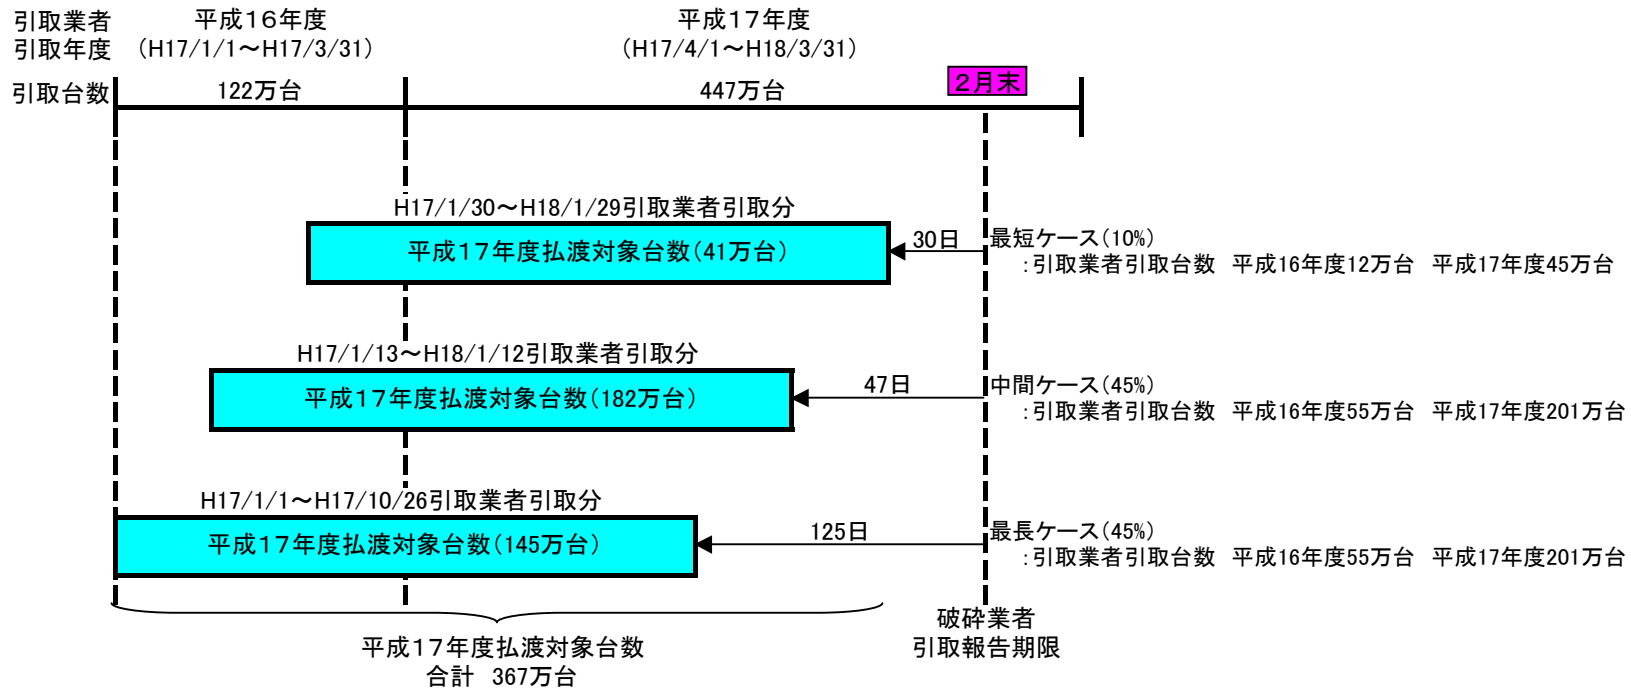 引取業者
引取年度
平成１６年度
（H17/1/1～H17/3/31）
平成１７年度
（H17/4/1～H18/3/31）
引取台数
122万台
447万台
２月末
H17/1/30～H18/1/29引取業者引取分
平成１７年度払渡対象台数（41万台）
30日
最短ケース（10%）
：引取業者引取台数　平成16年度12万台　平成17年度45万台
H17/1/13～H18/1/12引取業者引取分
平成１７年度払渡対象台数（182万台）
47日
中間ケース（45%）
：引取業者引取台数　平成16年度55万台　平成17年度201万台
H17/1/1～H17/10/26引取業者引取分
平成１７年度払渡対象台数（145万台）
125日
最長ケース（45%）
：引取業者引取台数　平成16年度55万台　平成17年度201万台
破砕業者
引取報告期限
平成１７年度払渡対象台数
合計　367万台